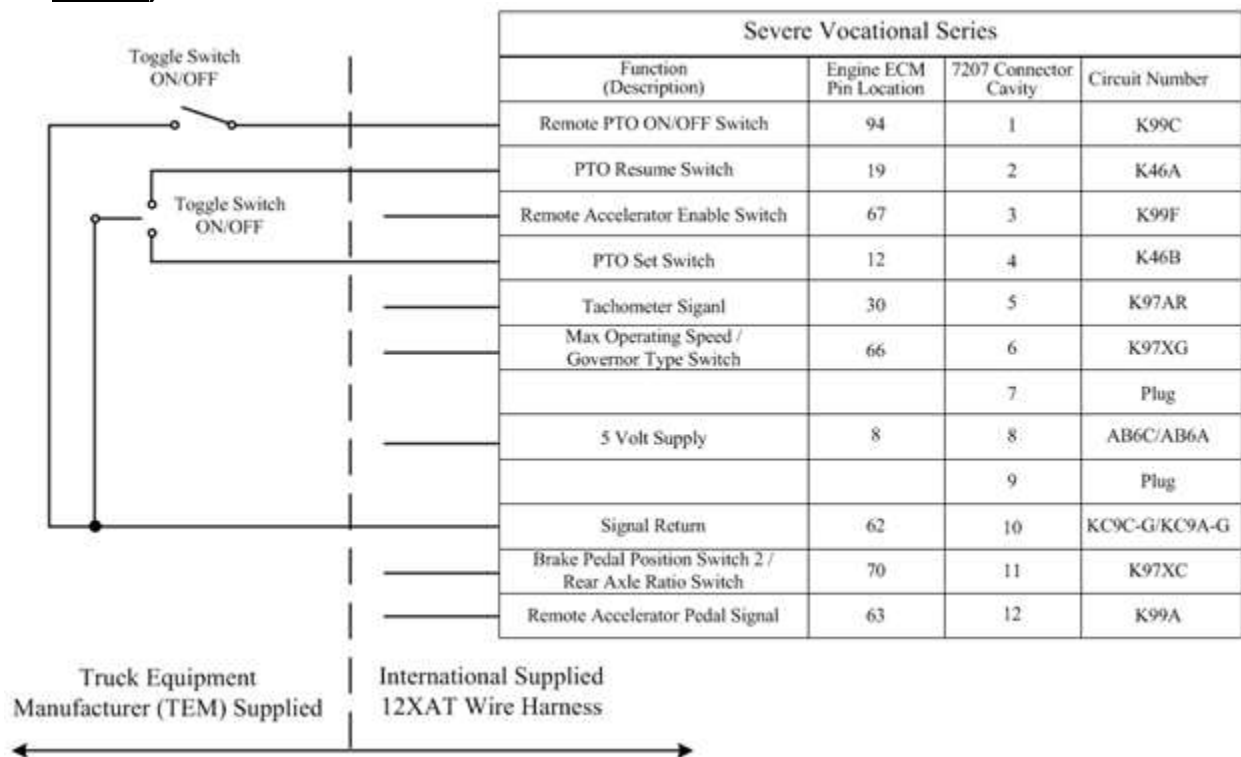 Severe Vocational Series
Toggle Switch
ON/OFF
Function
(Description)
Engine ECM
Pin Location
7207 Connector
Cavity
Circuit Number
Remote PTO ON/OFF Switch 94 1 K99C
PTO Resume Switch 19 2 K46A
Toggle Switch
ON/OFF
Remote Accelerator Enable Switch 67 3 K99F
PTO Set Switch 12 4 K46B
Tachometer Siganl 30 5 K97AR
Max Operating Speed /
Governor Type Switch 66 6 K97XG
7 Plug
5 Volt Supply 8 8 AB6C/AB6A
9 Plug
Signal Return 62 10 KC9C-G/KC9A-G
Brake Pedal Position Switch 2 /
Rear Axle Ratio Switch 70 11 K97XC
Remote Accelerator Pedal Signal 63 12 K99A
Truck Equipment
Manufacturer (TEM) Supplied
International Supplied
12XAT Wire Harness